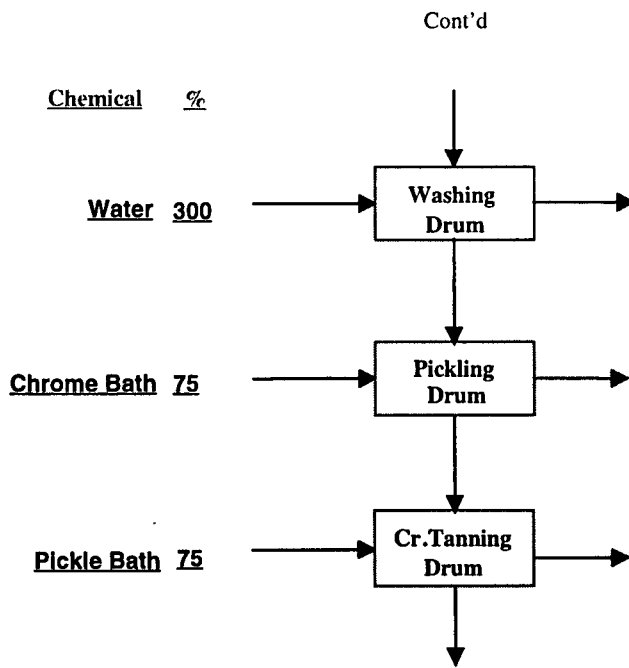 Cont'd
Chemical %
Washing
Drum
Water 300
Pickling
Drum
Chrome Bath 75
Cr.Tanning
Drum
Pickle Bath 75